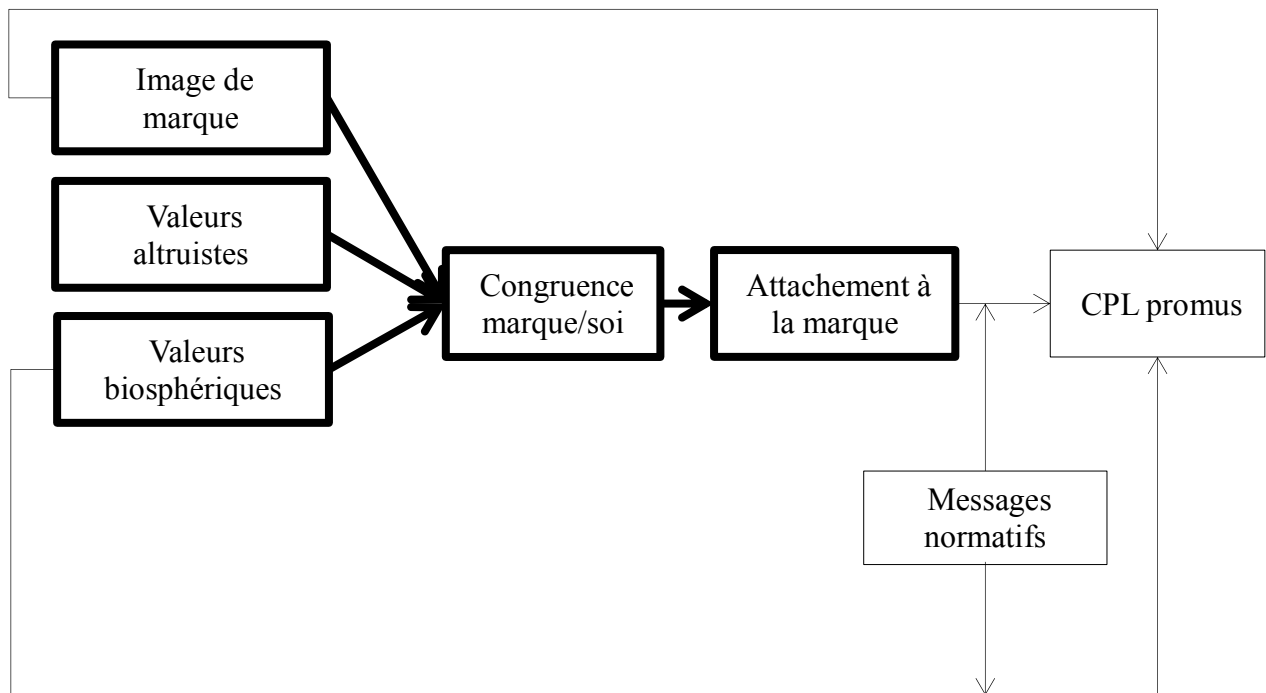 Image de
marque
Valeurs
altruistes
Valeurs
biosphériques
Congruence
marque/soi
Attachement à
la marque
CPL promus
Messages
normatifs